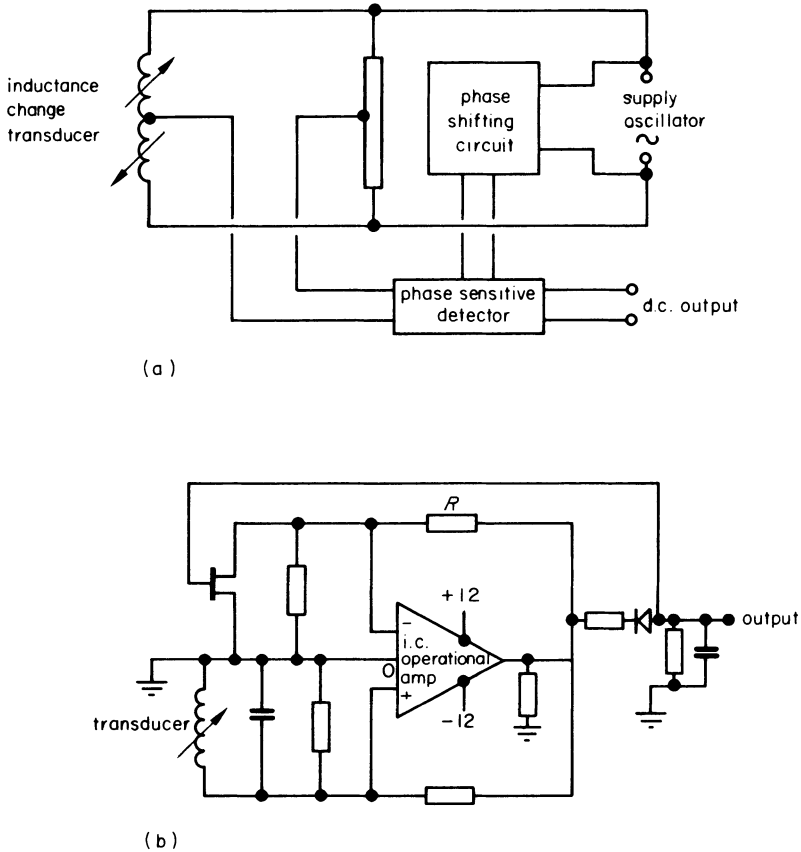 inductance
change
transducer
phase
shifting
circuit
supply
oscillator
~
phase sensitive
detector
d.c. output
(a)
R
+12
−
i.c.
operational
amp
0
+
−12
output
transducer
(b)